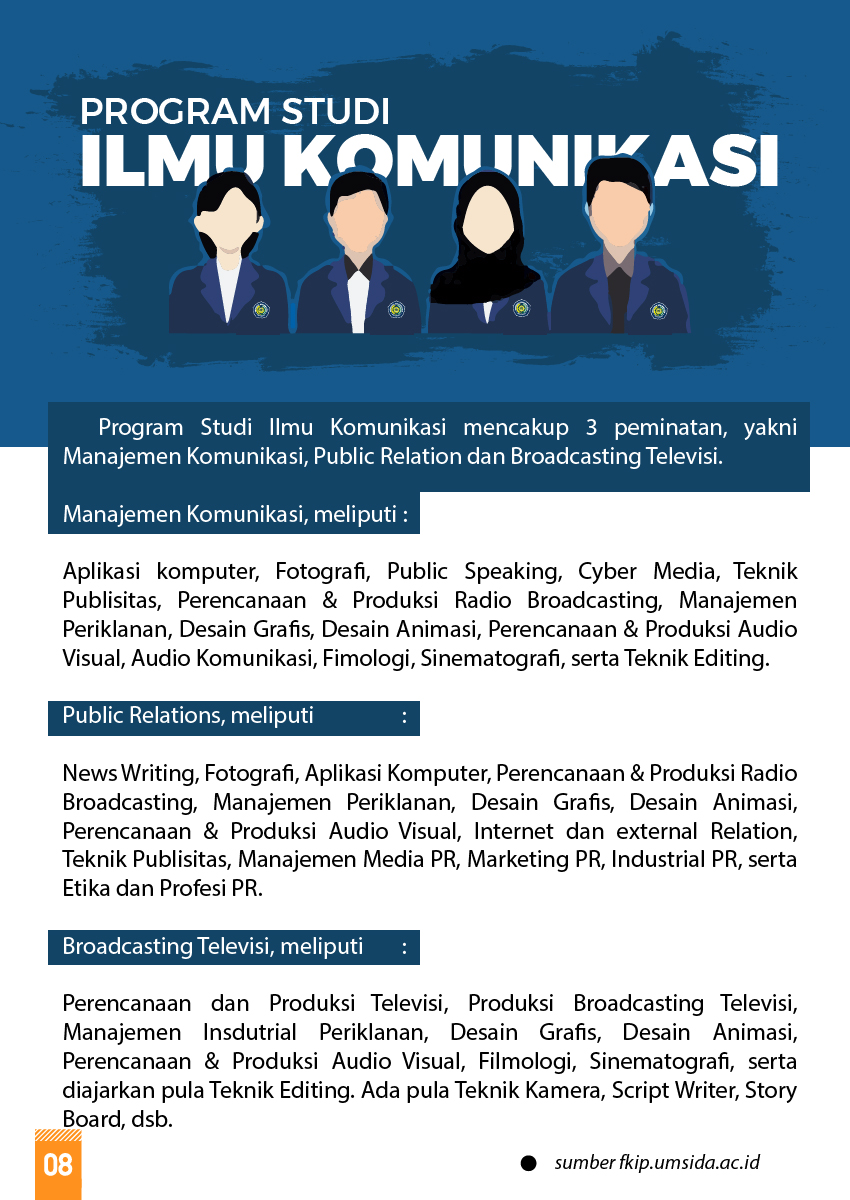 PROGRAM STUDI
ILMU KOMUNIKASI
Program Studi Ilmu Komunikasi mencakup 3 peminatan, yakni
Manajemen Komunikasi, Public Relation dan Broadcasting Televisi.
Manajemen Komunikasi, meliputi :
Aplikasi komputer, Fotografi, Public Speaking, Cyber Media, Teknik
Publisitas, Perencanaan & Produksi Radio Broadcasting, Manajemen
Periklanan, Desain Grafis, Desain Animasi, Perencanaan & Produksi Audio
Visual, Audio Komunikasi, Fimologi, Sinematografi, serta Teknik Editing.
Public Relations, meliputi :
News Writing, Fotografi, Aplikasi Komputer, Perencanaan & Produksi Radio
Broadcasting, Manajemen Periklanan, Desain Grafis, Desain Animasi,
Perencanaan & Produksi Audio Visual, Internet dan external Relation,
Teknik Publisitas, Manajemen Media PR, Marketing PR, Industrial PR, serta
Etika dan Profesi PR.
Broadcasting Televisi, meliputi :
Perencanaan dan Produksi Televisi, Produksi Broadcasting Televisi,
Manajemen Insdutrial Periklanan, Desain Grafis, Desain Animasi,
Perencanaan & Produksi Audio Visual, Filmologi, Sinematografi, serta
diajarkan pula Teknik Editing. Ada pula Teknik Kamera, Script Writer, Story
Board, dsb.
08
sumber fkip.umsida.ac.id